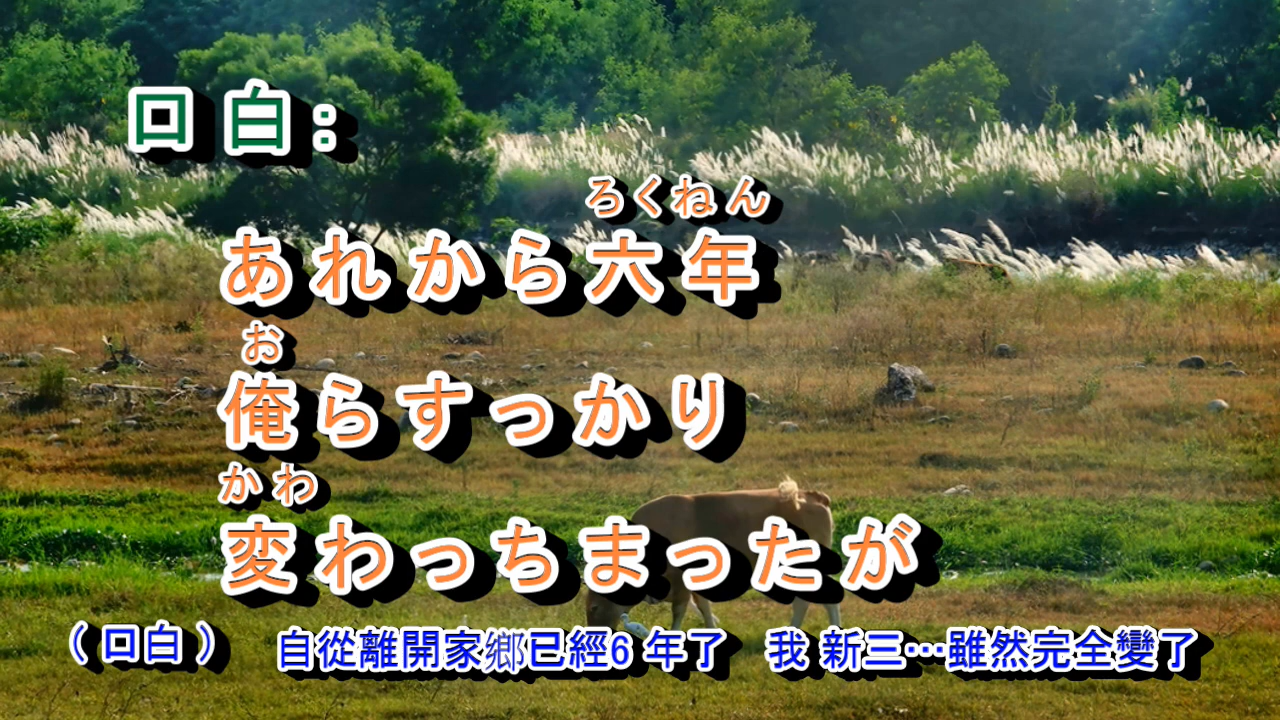 口白:
ろくねん
あれから六年
お
俺らすっかり
かわ
変わっちまったが
(口白) 自從離開家鄉已經6 年了 我 新三…雖然完全變了